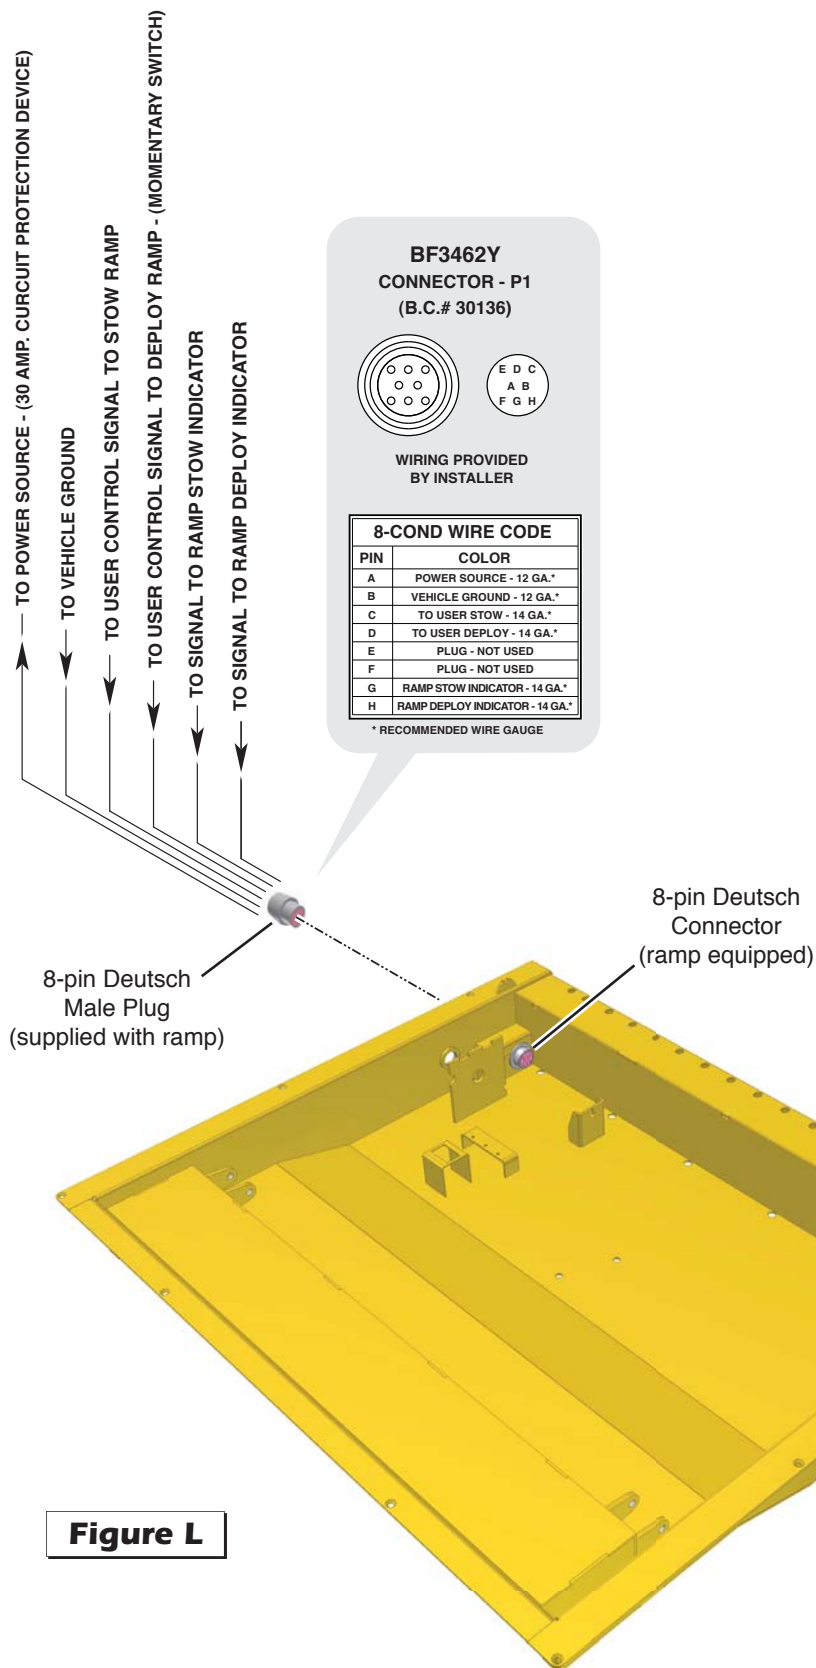 TO POWER SOURCE - (30 AMP. CURCUIT PROTECTION DEVICE)
TO VEHICLE GROUND
TO USER CONTROL SIGNAL TO STOW RAMP
TO USER CONTROL SIGNAL TO DEPLOY RAMP - (MOMENTARY SWITCH)
TO SIGNAL TO RAMP STOW INDICATOR
TO SIGNAL TO RAMP DEPLOY INDICATOR
BF3462Y
CONNECTOR - P1
(B.C.# 30136)
E D C
A B
F G H
WIRING PROVIDED
BY INSTALLER
8-COND WIRE CODE
PIN COLOR
A POWER SOURCE - 12 GA.*
B VEHICLE GROUND - 12 GA.*
C TO USER STOW - 14 GA.*
D TO USER DEPLOY - 14 GA.*
E PLUG - NOT USED
F PLUG - NOT USED
G RAMP STOW INDICATOR - 14 GA.*
H RAMP DEPLOY INDICATOR - 14 GA.*
* RECOMMENDED WIRE GAUGE
8-pin Deutsch
Connector
(ramp equipped)
8-pin Deutsch
Male Plug
(supplied with ramp)
Figure L